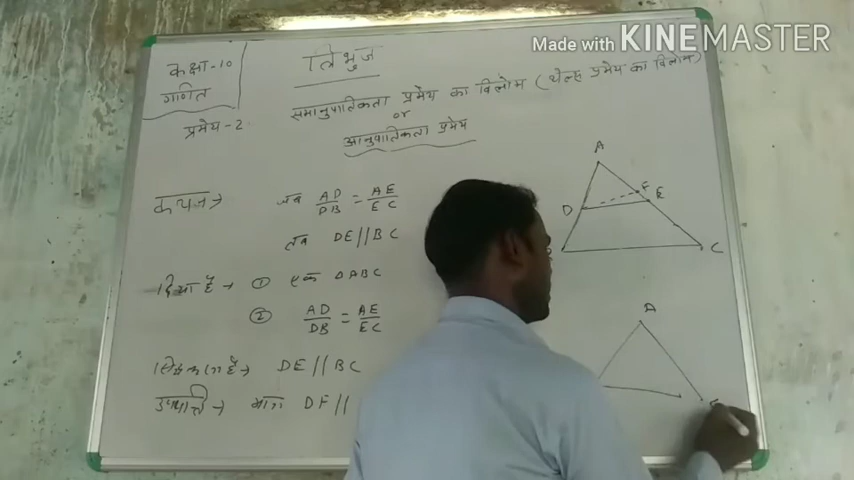 Made with KINEMASTER
कक्षा-10
गणित
त्रिभुज
प्रमेय-2
समानुपातिकता प्रमेय का विलोम (थेल्स प्रमेय का विलोम)
or
आनुपातिकता प्रमेय
कथन→ जब AD/DB = AE/EC
तब DE//BC
दिया है→ ① एक △ABC
② AD/DB = AE/EC
सिद्ध करना है→ DE//BC
उपपत्ति→ माना DF//
A
F
E
D
C
A